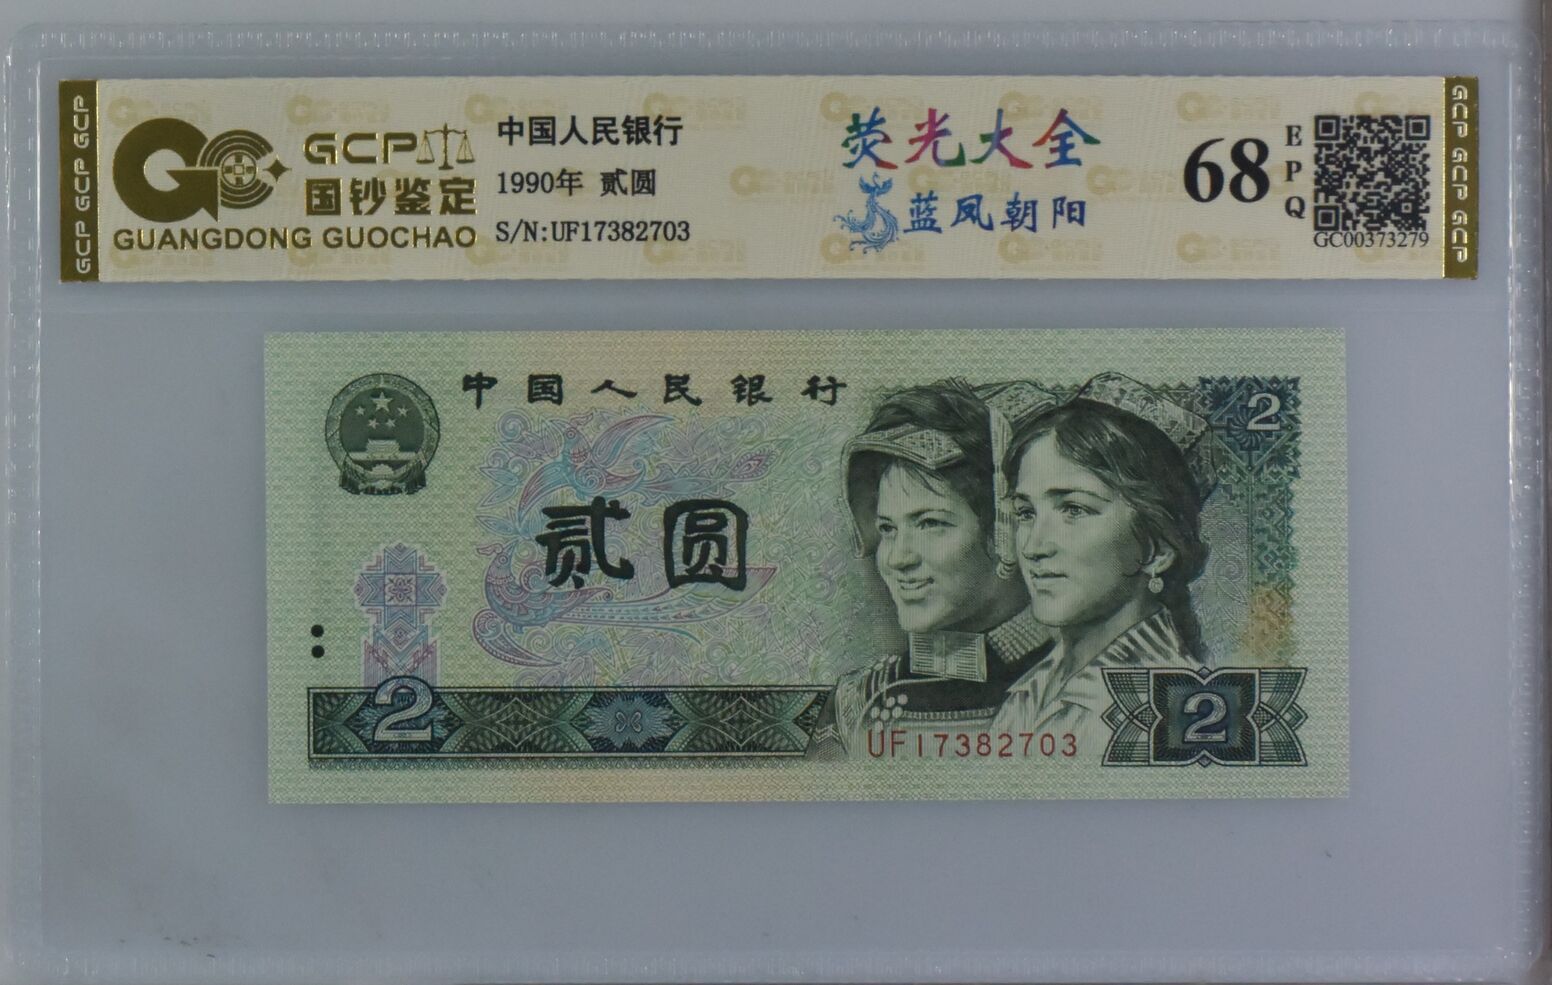 GCP GCP GCP
GCP
国钞鉴定
GUANGDONG GUOCHAO
中国人民银行
1990年 贰圆
S/N:UF17382703
荧光大全
蓝凤朝阳
68
EPQ
GC00373279
GCP GCP GCP
中国人民银行
2
贰圆
2
UF17382703
2